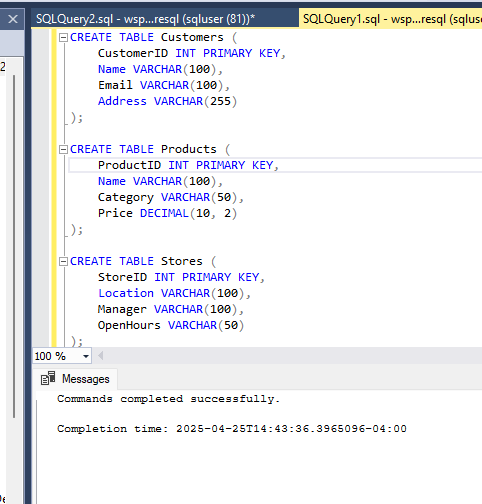 SQLQuery2.sql - wsp...resql (sqluser (81))*
SQLQuery1.sql - wsp...resql (sqluse
CREATE TABLE Customers (
CustomerID INT PRIMARY KEY,
Name VARCHAR(100),
Email VARCHAR(100),
Address VARCHAR(255)
);
CREATE TABLE Products (
ProductID INT PRIMARY KEY,
Name VARCHAR(100),
Category VARCHAR(50),
Price DECIMAL(10, 2)
);
CREATE TABLE Stores (
StoreID INT PRIMARY KEY,
Location VARCHAR(100),
Manager VARCHAR(100),
OpenHours VARCHAR(50)
);
100 %
Messages
Commands completed successfully.
Completion time: 2025-04-25T14:43:36.3965096-04:00